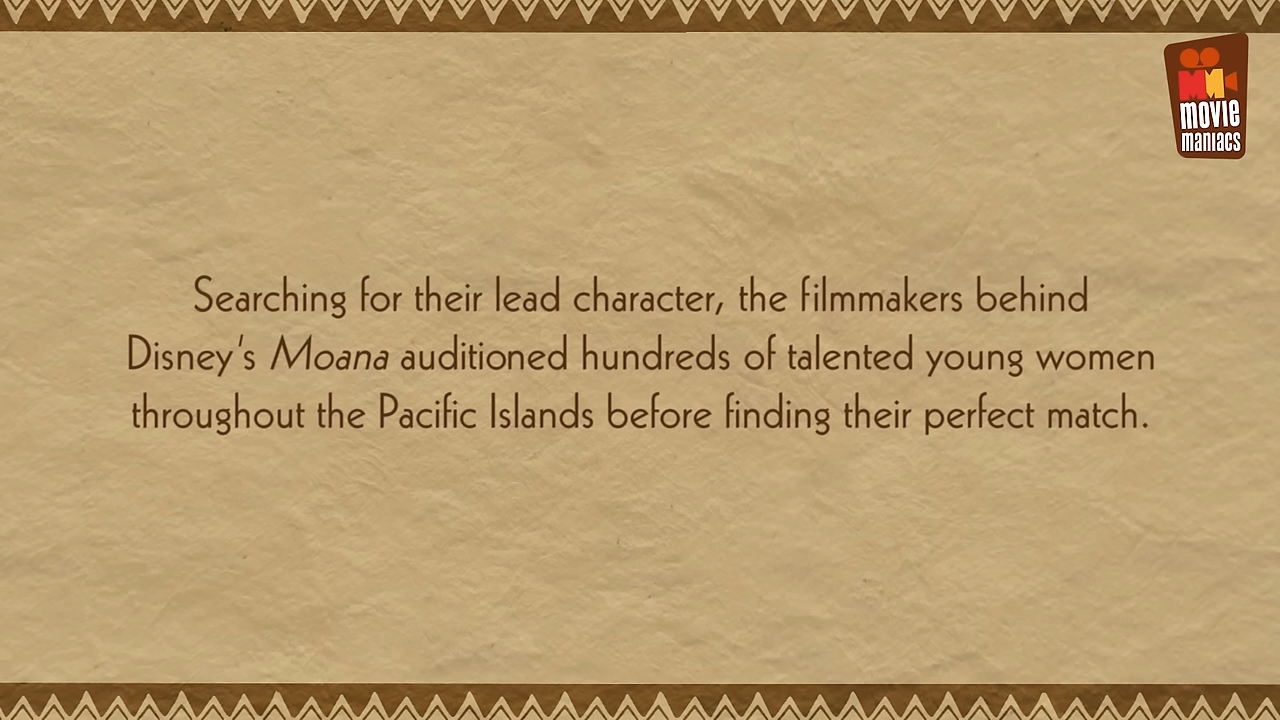 movie
maniacs
Searching for their lead character, the filmmakers behind
Disney's Moana auditioned hundreds of talented young women
throughout the Pacific Islands before finding their perfect match.